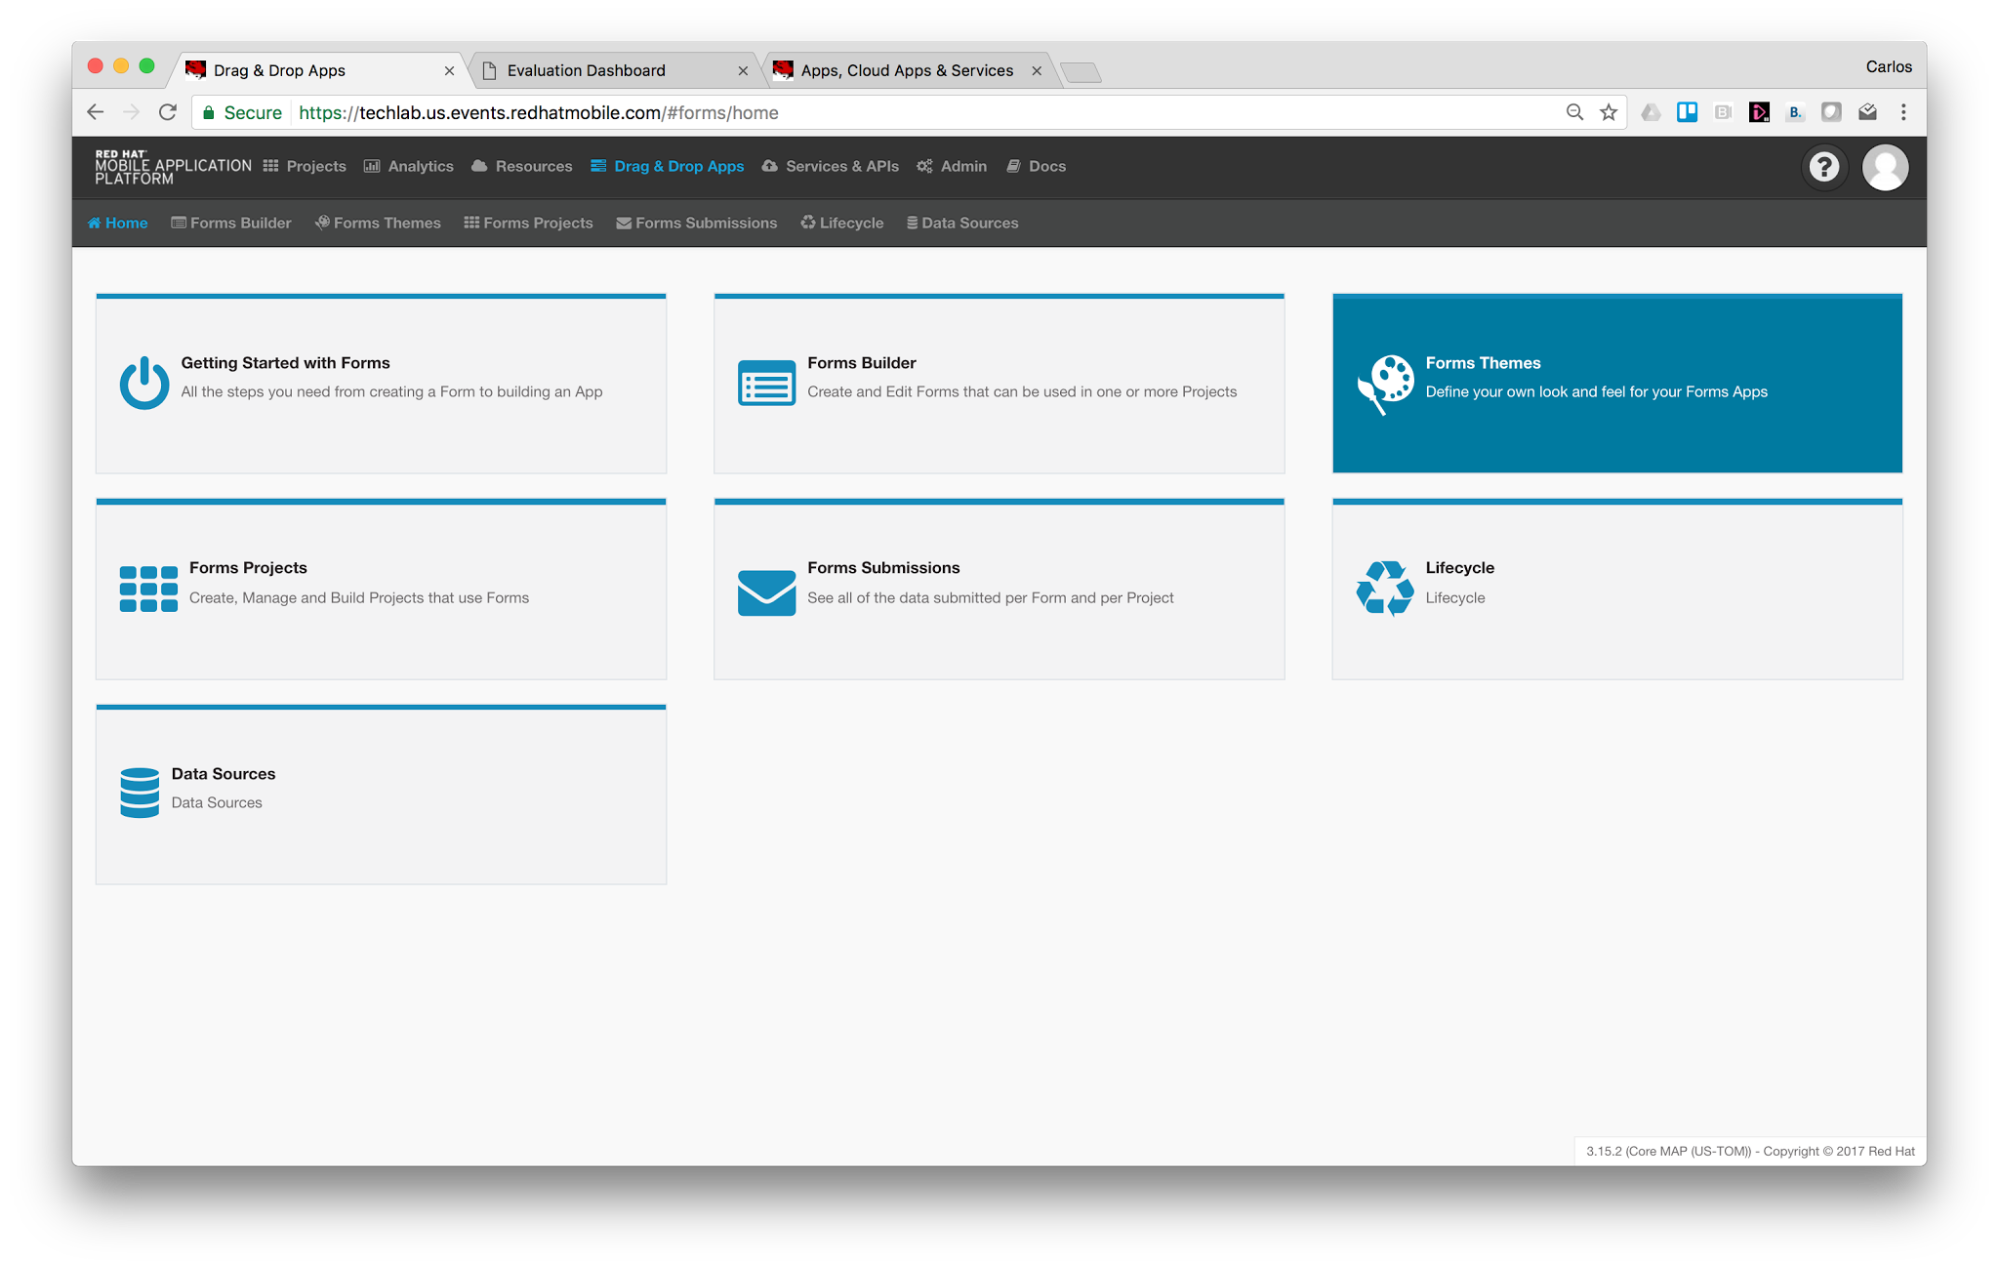 Drag & Drop Apps
Evaluation Dashboard
Apps, Cloud Apps & Services
Carlos
Secure https://techlab.us.events.redhatmobile.com/#forms/home
B.
RED HAT
MOBILE APPLICATION
PLATFORM
Projects Analytics Resources Drag & Drop Apps Services & APIs Admin Docs
?
Home Forms Builder Forms Themes Forms Projects Forms Submissions Lifecycle Data Sources
Getting Started with Forms
All the steps you need from creating a Form to building an App
Forms Builder
Create and Edit Forms that can be used in one or more Projects
Forms Themes
Define your own look and feel for your Forms Apps
Forms Projects
Create, Manage and Build Projects that use Forms
Forms Submissions
See all of the data submitted per Form and per Project
Lifecycle
Lifecycle
Data Sources
Data Sources
3.15.2 (Core MAP (US-TOM)) - Copyright © 2017 Red Hat